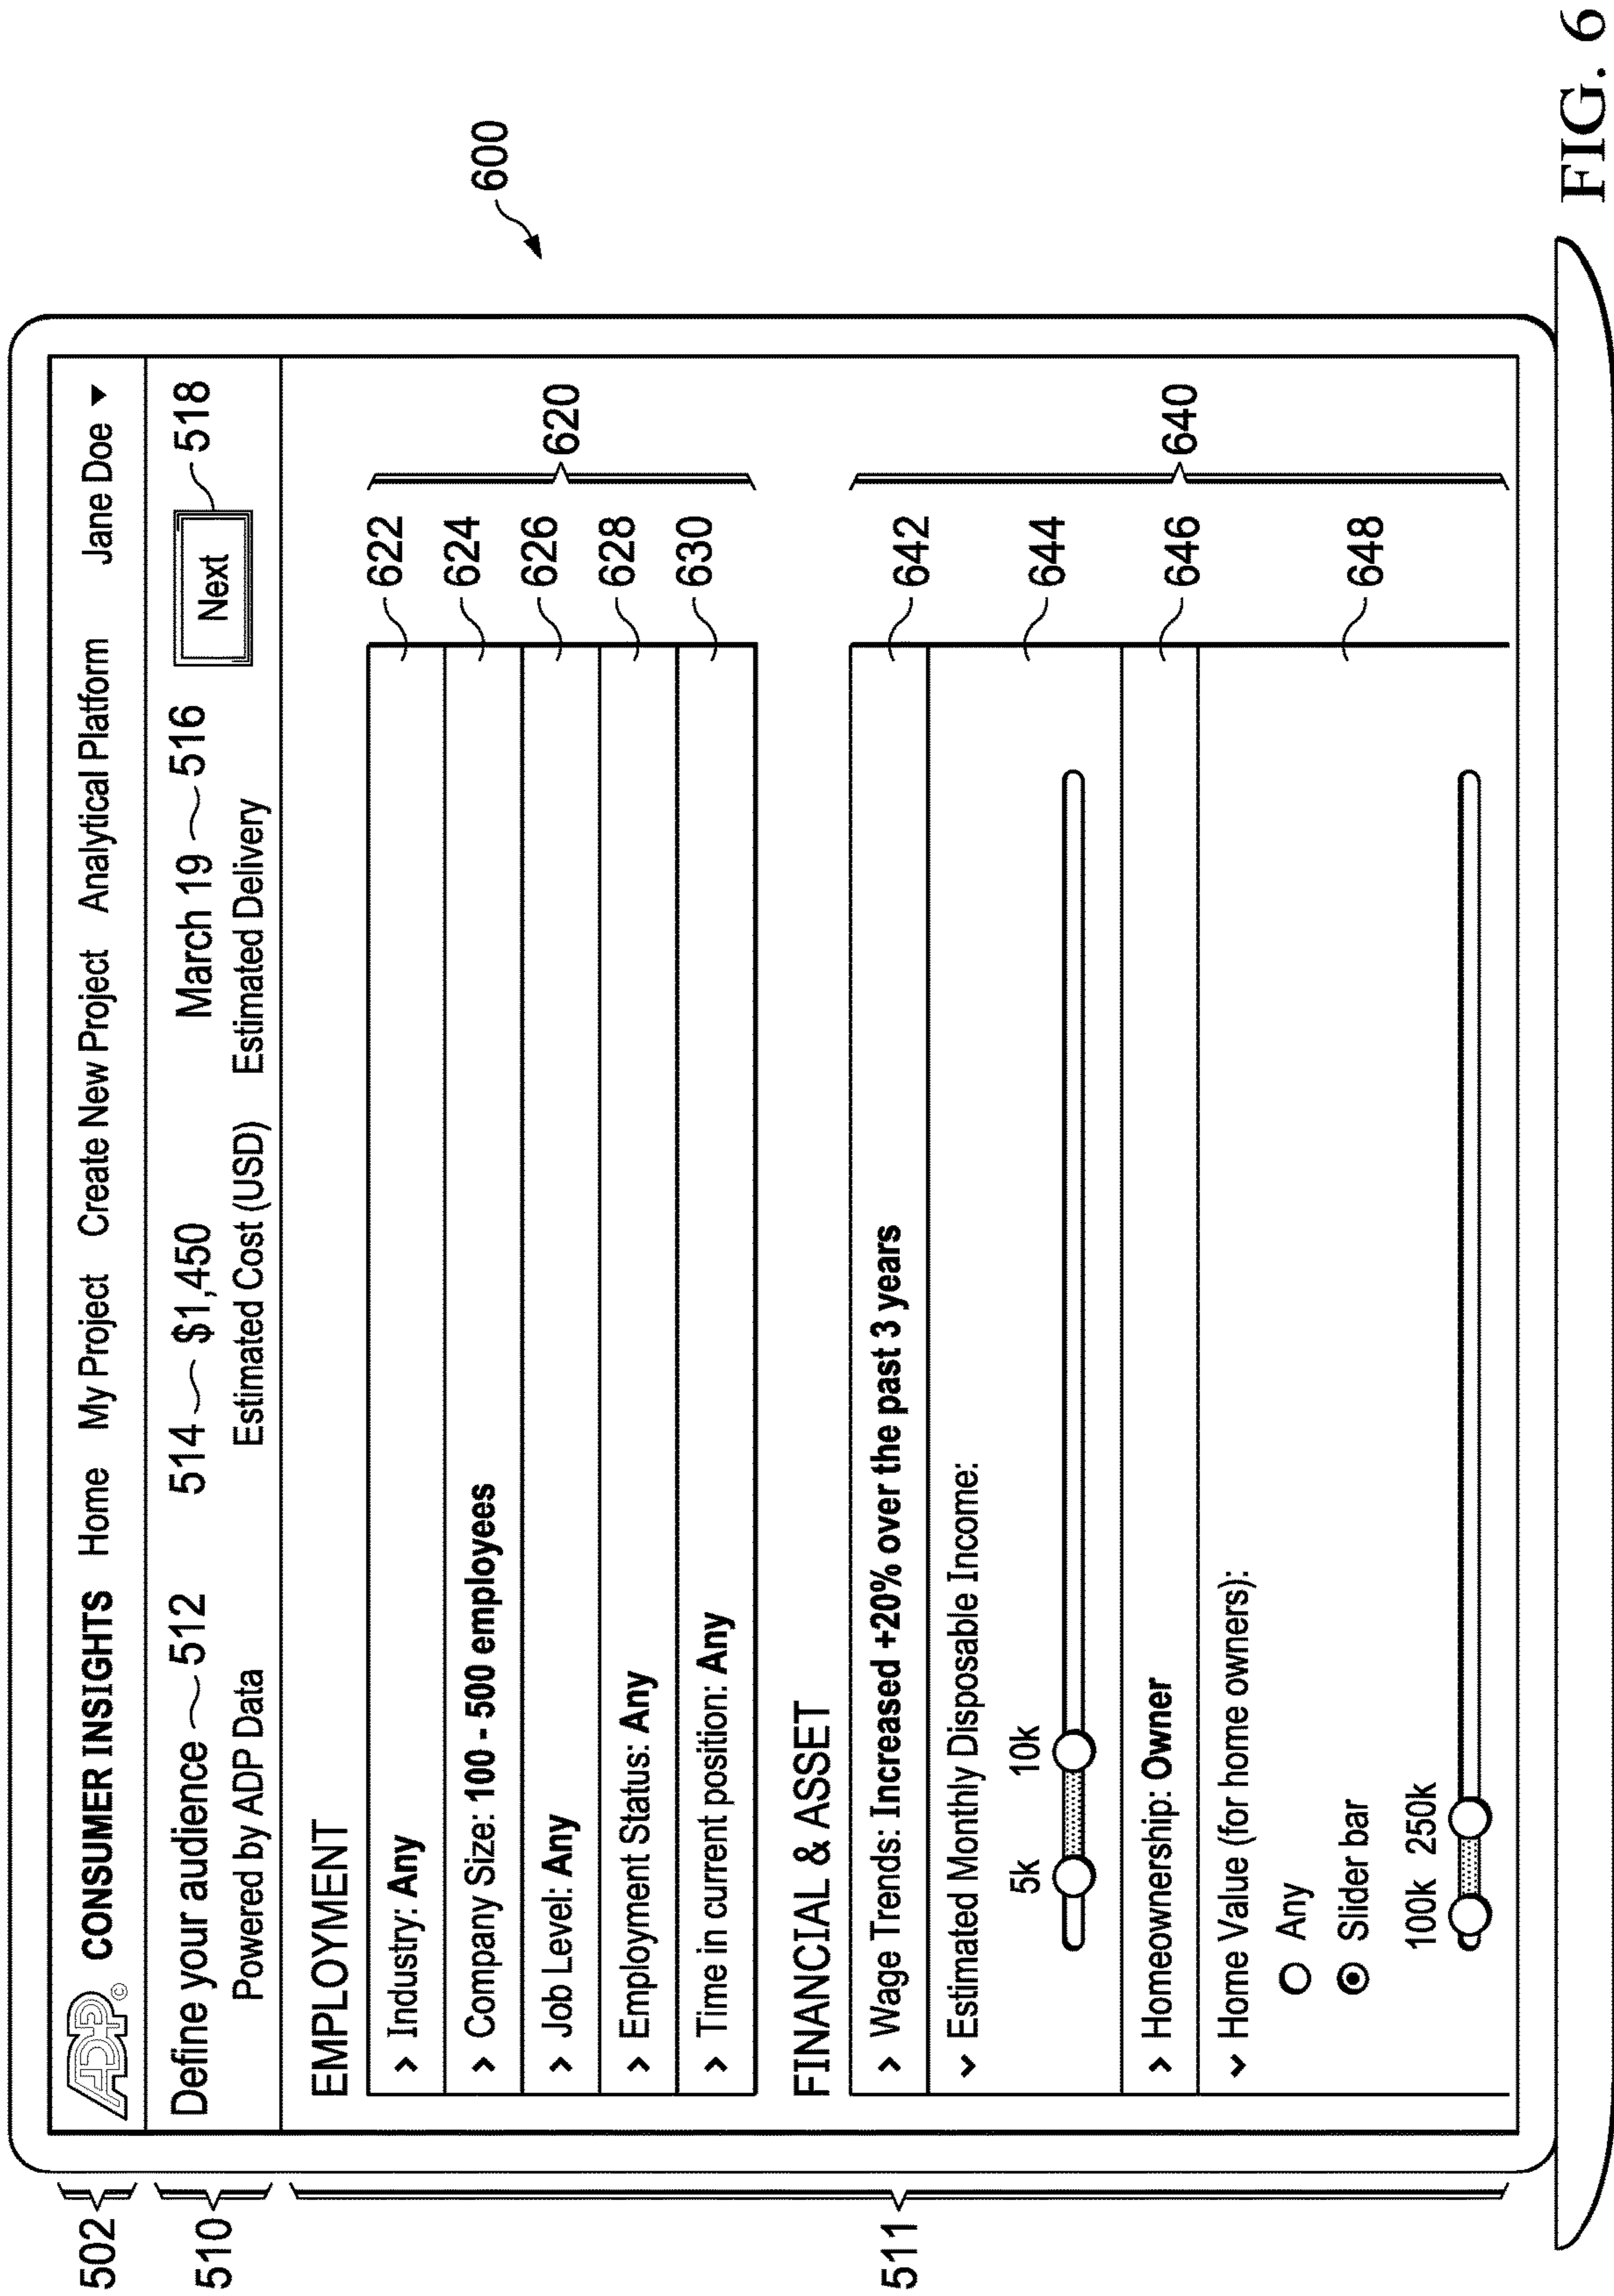 502
ADP© CONSUMER INSIGHTS Home My Project Create New Project Analytical Platform Jane Doe
510
Define your audience 512 514 $1,450 March 19 516 Next 518
Powered by ADP Data Estimated Cost (USD) Estimated Delivery
511
600
EMPLOYMENT
Industry: Any 622
Company Size: 100 - 500 employees 624
Job Level: Any 626
620
Employment Status: Any 628
Time in current position: Any 630
FINANCIAL & ASSET
Wage Trends: Increased +20% over the past 3 years 642
Estimated Monthly Disposable Income:
5k 10k 644
Homeownership: Owner 646
640
Home Value (for home owners):
Any
Slider bar 648
100k 250k
FIG. 6